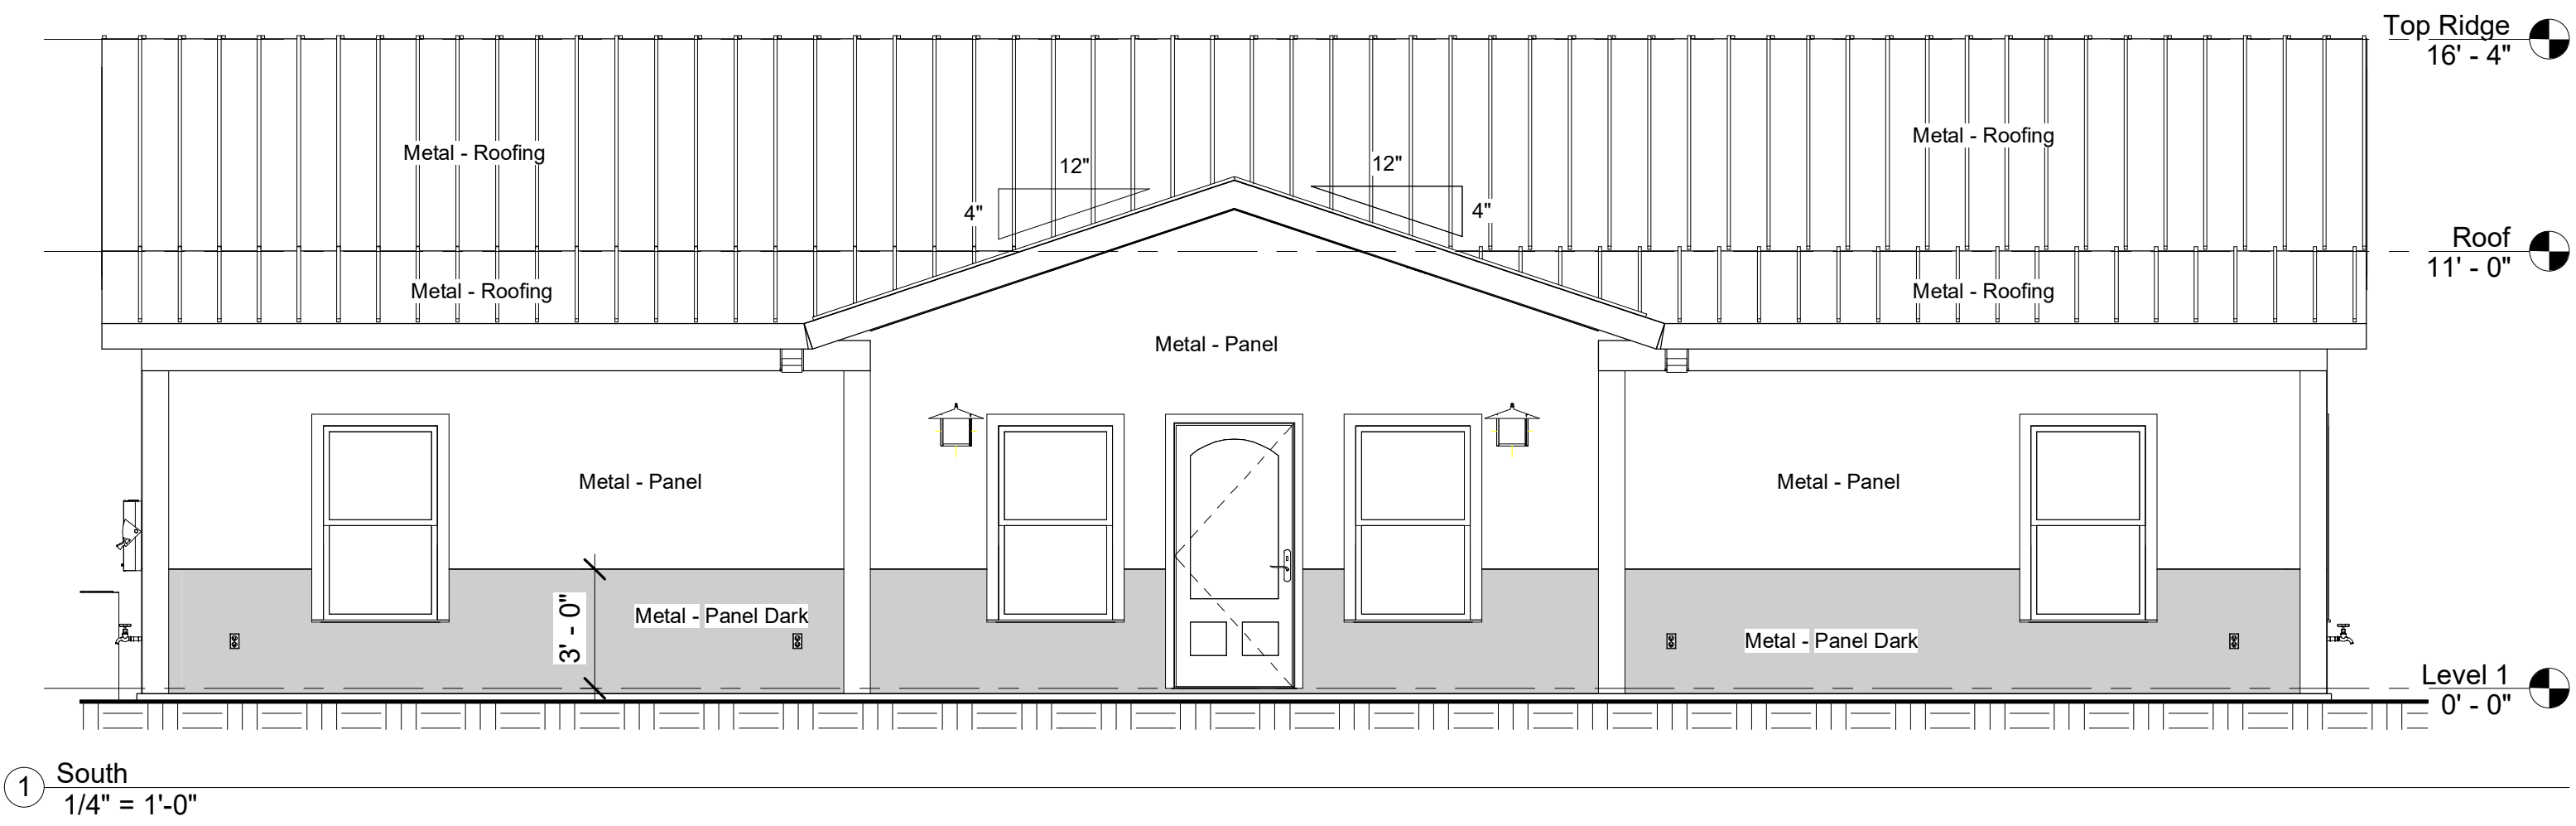 Top Ridge
16' - 4"
Metal - Roofing
Metal - Roofing
12"
12"
4"
4"
Roof
11' - 0"
Metal - Roofing
Metal - Roofing
Metal - Panel
Metal - Panel
Metal - Panel
3' - 0"
Metal - Panel Dark
Metal - Panel Dark
Level 1
0' - 0"
1
South
1/4" = 1'-0"